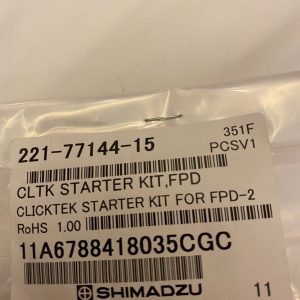 221-77144-15 351F
PCSV1
CLTK STARTER KIT,FPD
CLICKTEK STARTER KIT FOR FPD-2
RoHS 1.00
11A6788418035CGC
SHIMADZU 11